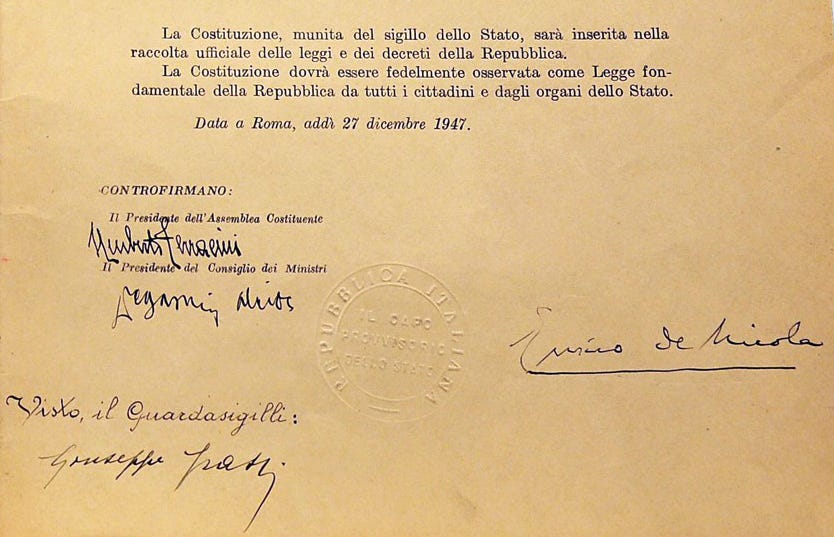 La Costituzione, munita del sigillo dello Stato, sarà inserita nella
raccolta ufficiale delle leggi e dei decreti della Repubblica.
La Costituzione dovrà essere fedelmente osservata come Legge fon-
damentale della Repubblica da tutti i cittadini e dagli organi dello Stato.
Data a Roma, addì 27 dicembre 1947.
CONTROFIRMANO:
Il Presidente dell'Assemblea Costituente
Umberto Terracini
Il Presidente del Consiglio dei Ministri
REPUBBLICA ITALIANA
IL CAPO
PROVVISORIO
DELLO STATO
Enrico de Nicola
Visto, il Guardasigilli:
Giuseppe Grassi